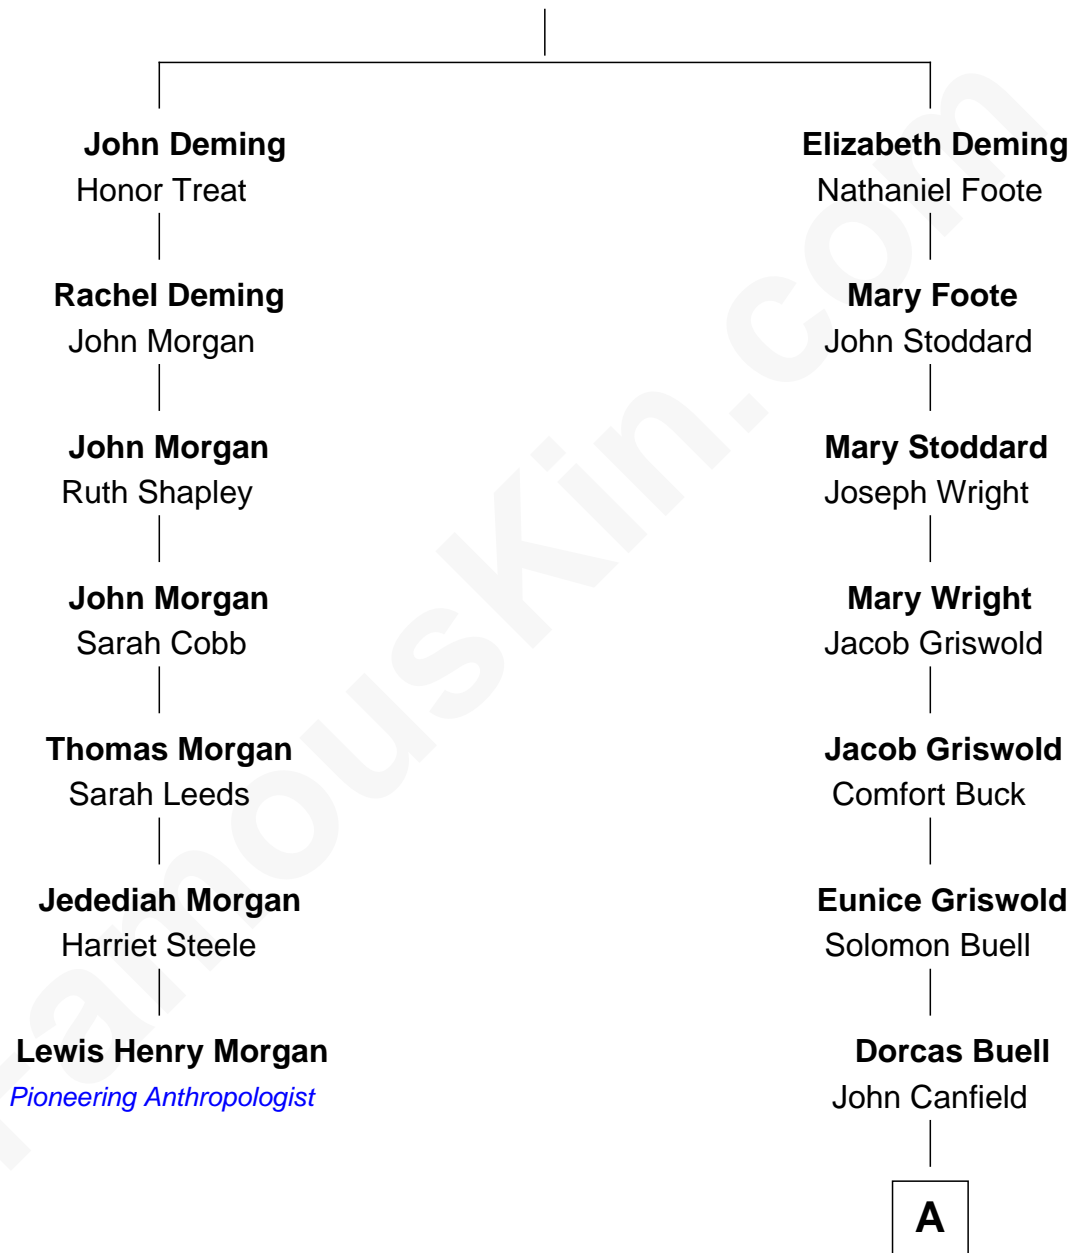 John Deming
Honor Treat
Rachel Deming
John Morgan
John Morgan
Ruth Shapley
John Morgan
Sarah Cobb
Thomas Morgan
Sarah Leeds
Jedediah Morgan
Harriet Steele
Lewis Henry Morgan
Pioneering Anthropologist
Elizabeth Deming
Nathaniel Foote
Mary Foote
John Stoddard
Mary Stoddard
Joseph Wright
Mary Wright
Jacob Griswold
Jacob Griswold
Comfort Buck
Eunice Griswold
Solomon Buell
Dorcas Buell
John Canfield
A
FamousKin.com